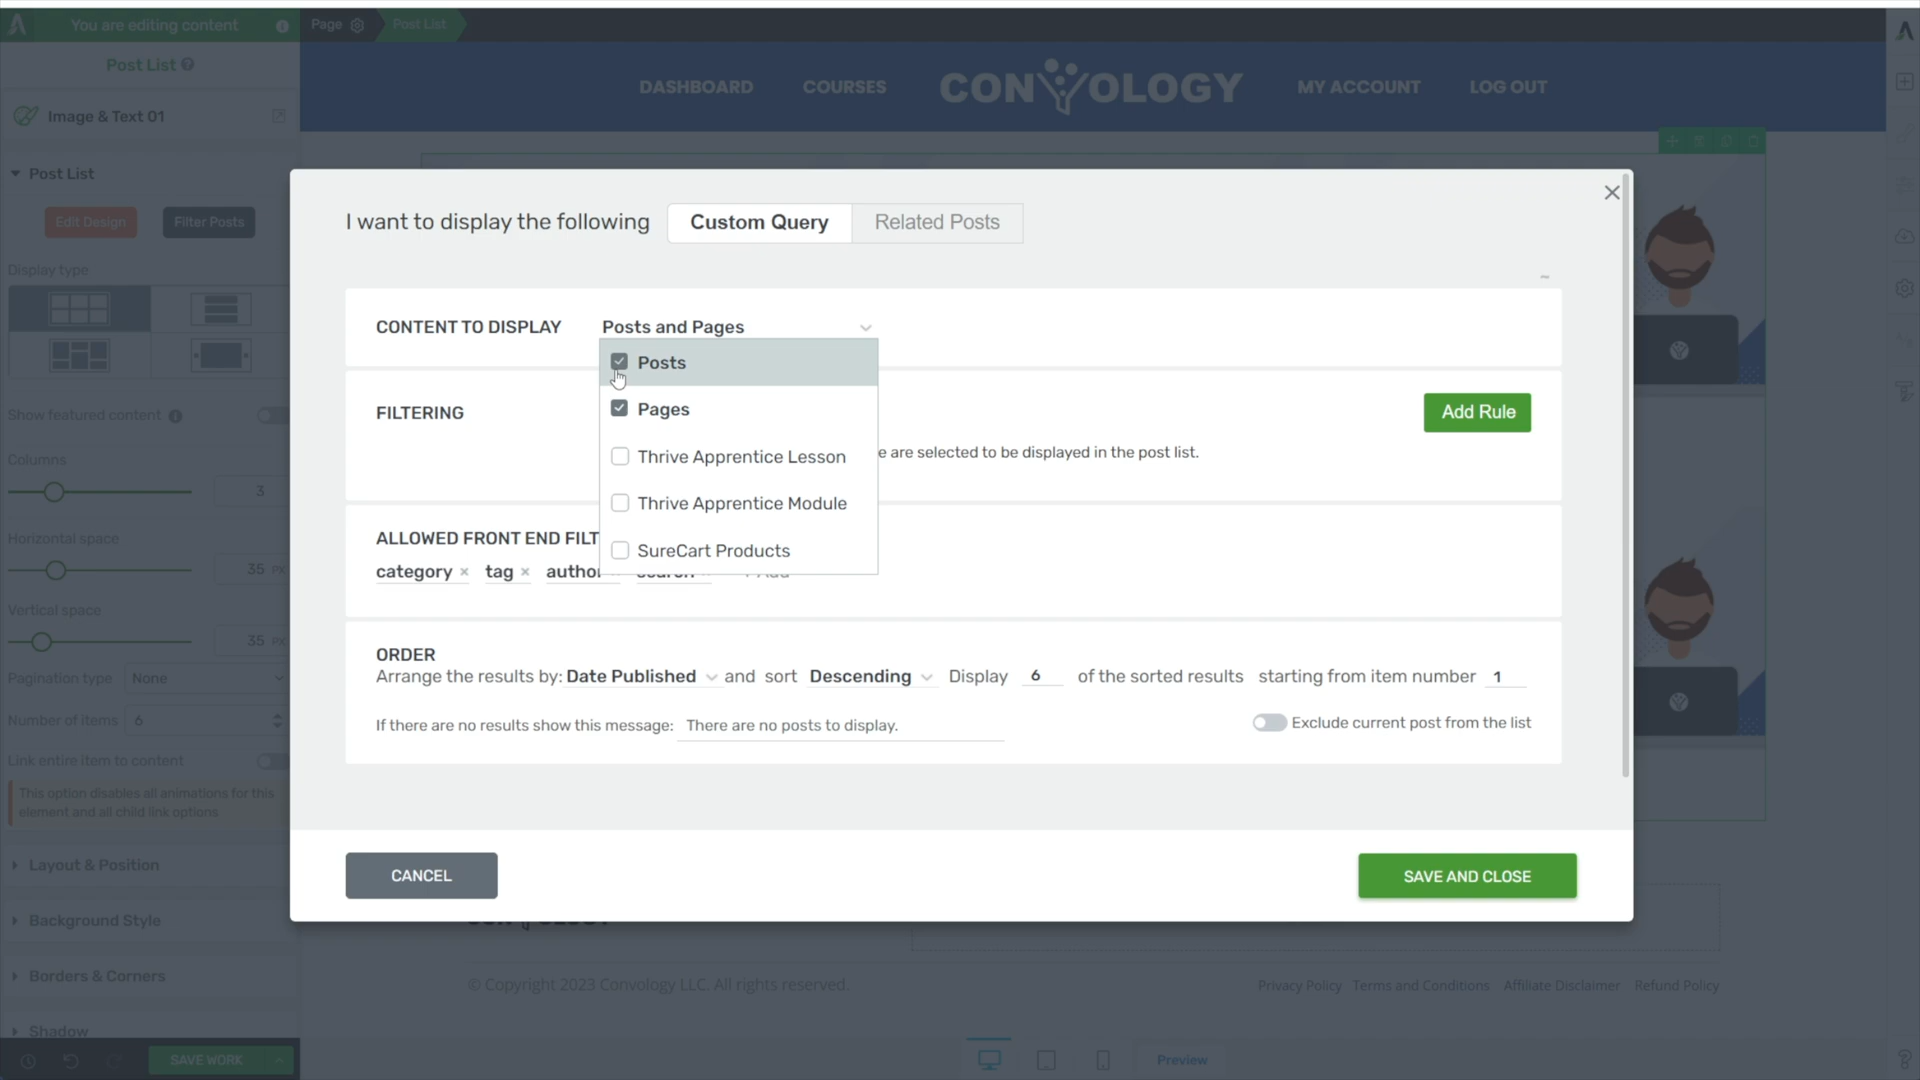 You are editing content
Page
Post List
Post List
DASHBOARD
COURSES
CONVOLOGY
MY ACCOUNT
LOG OUT
Image & Text 01
Post List
Edit Design
Filter Posts
Display type
Show featured content
Columns
3
Horizontal space
35 PX
Vertical space
35 PX
Pagination type
None
Number of items
6
Link entire item to content
This option disables all animations for this
element and all child link options
Layout & Position
Background Style
Borders & Corners
Shadow
SAVE WORK
I want to display the following
Custom Query
Related Posts
CONTENT TO DISPLAY
Posts and Pages
Posts
Pages
Thrive Apprentice Lesson
Thrive Apprentice Module
SureCart Products
FILTERING
Add Rule
are selected to be displayed in the post list.
ALLOWED FRONT END
category × tag × author
ORDER
Arrange the results by: Date Published and sort Descending Display 6 of the sorted results starting from item number 1
If there are no results show this message: There are no posts to display.
Exclude current post from the list
CANCEL
SAVE AND CLOSE
© Copyright 2023 Convology LLC. All rights reserved.
Privacy Policy Terms and Conditions Affiliate Disclaimer Refund Policy
Preview